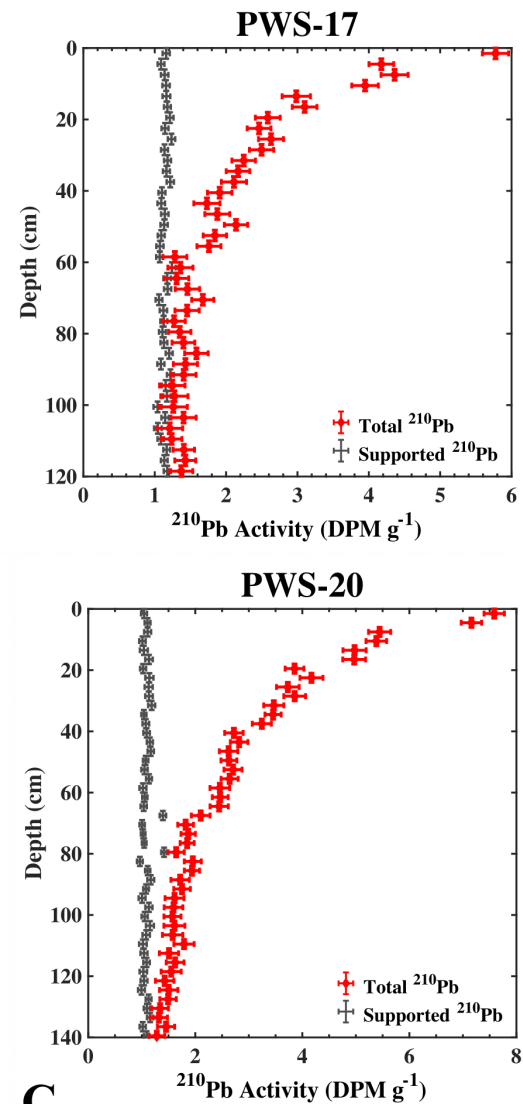 PWS-17
0
20
40
60
80
100
120
Depth (cm)
Total ²¹⁰Pb
Supported ²¹⁰Pb
0 1 2 3 4 5 6
²¹⁰Pb Activity (DPM g⁻¹)
PWS-20
0
20
40
60
80
100
120
140
Depth (cm)
Total ²¹⁰Pb
Supported ²¹⁰Pb
0 2 4 6 8
²¹⁰Pb Activity (DPM g⁻¹)